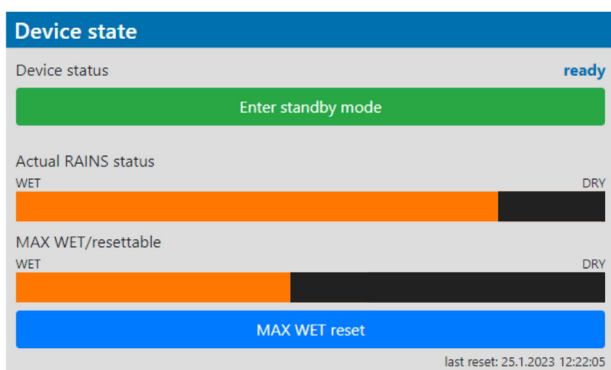 Device state
Device status ready
Enter standby mode
Actual RAINS status
WET DRY
MAX WET/resettable
WET DRY
MAX WET reset
last reset: 25.1.2023 12:22:05